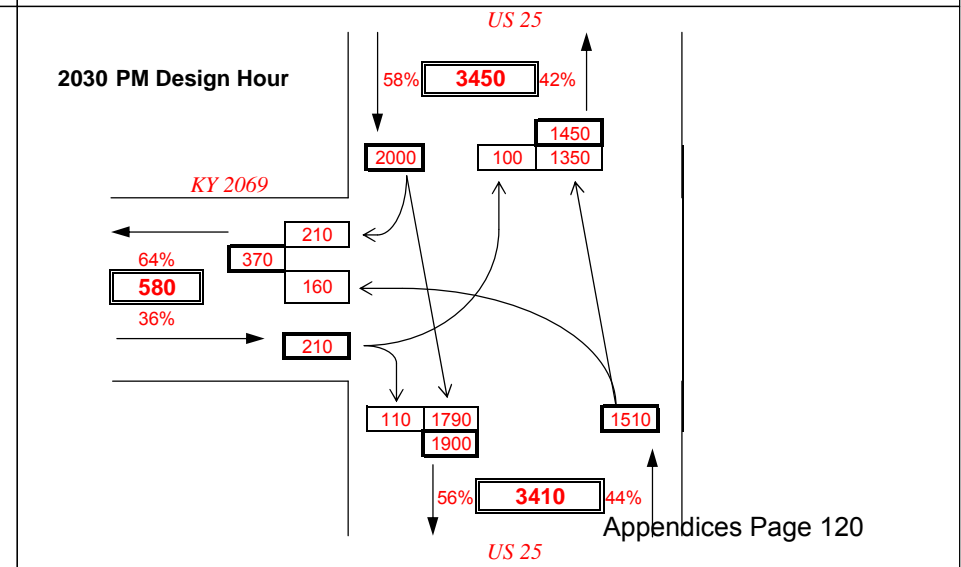 US 25
2030 PM Design Hour
58% 3450 42%
1450
2000 100 1350
KY 2069
210
64% 370
580 160
36%
210
110 1790 1510
1900
56% 3410 44%
Appendices Page 120
US 25